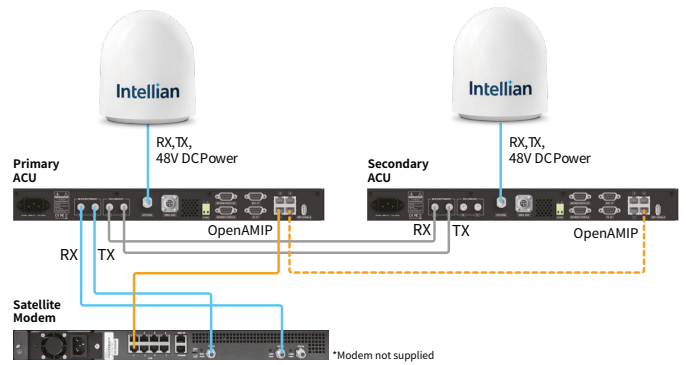 Intellian
Intellian
RX,TX,
48V DC Power
RX,TX,
48V DC Power
Primary
ACU
Secondary
ACU
OpenAMIP
RX
TX
OpenAMIP
RX
TX
Satellite
Modem
*Modem not supplied